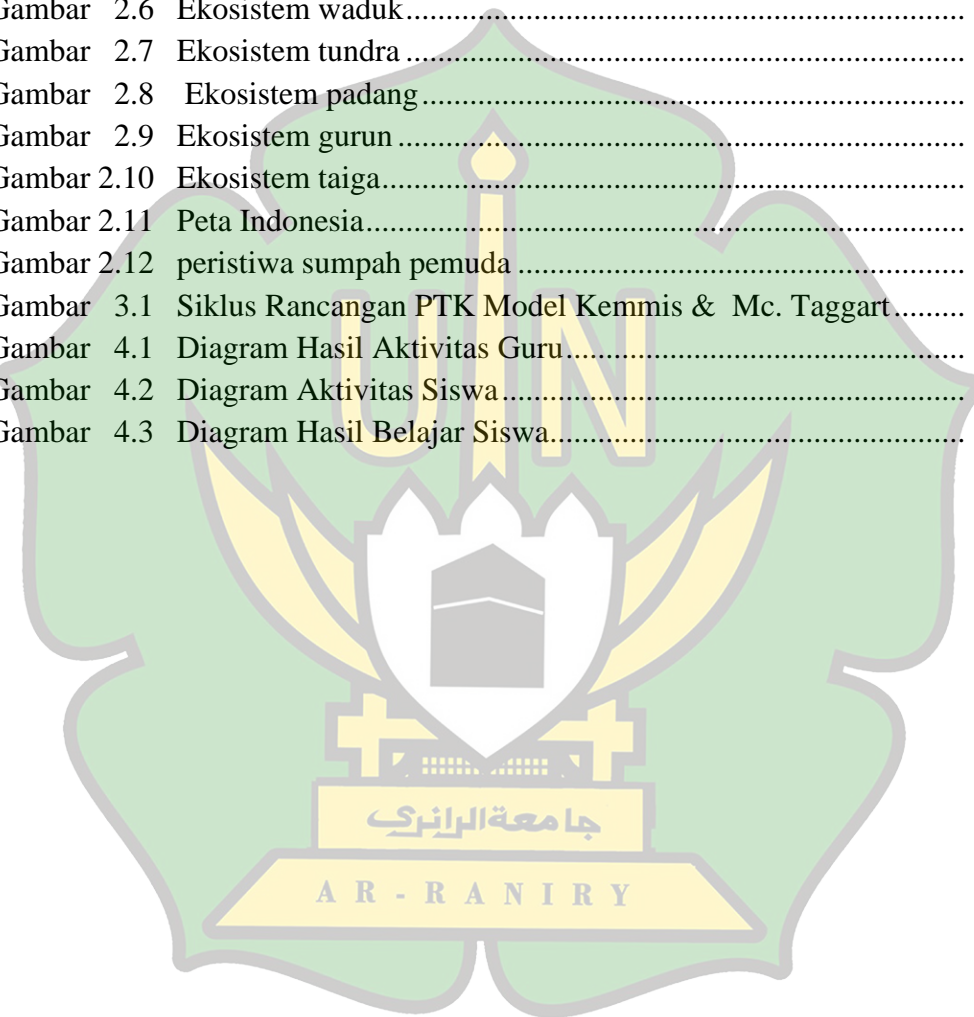 Gambar 2.6 Ekosistem waduk
Gambar 2.7 Ekosistem tundra
Gambar 2.8 Ekosistem padang
Gambar 2.9 Ekosistem gurun
Gambar 2.10 Ekosistem taiga
Gambar 2.11 Peta Indonesia
Gambar 2.12 peristiwa sumpah pemuda
Gambar 3.1 Siklus Rancangan PTK Model Kemmis & Mc. Taggart
Gambar 4.1 Diagram Hasil Aktivitas Guru
Gambar 4.2 Diagram Aktivitas Siswa
Gambar 4.3 Diagram Hasil Belajar Siswa
UIN
جامعة الرانري
AR-RANIRY